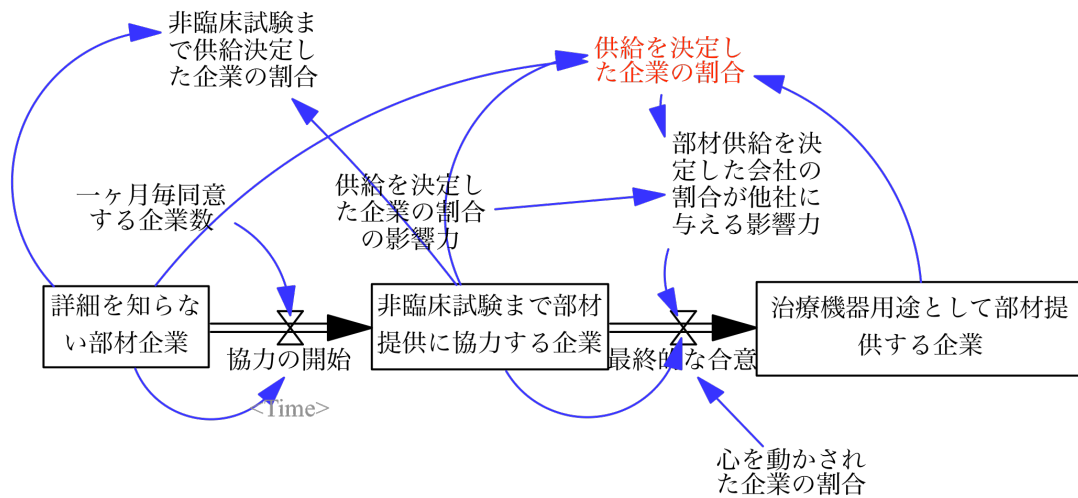 非臨床試験ま
で供給決定し
た企業の割合
供給を決定し
た企業の割合
部材供給を決
定した会社の
割合が他社に
与える影響力
一ヶ月毎同意
する企業数
供給を決定し
た企業の割合
の影響力
詳細を知らな
い部材企業
非臨床試験まで部材
提供に協力する企業
治療機器用途として部材提
供する企業
協力の開始
最終的な合意
<Time>
心を動かされ
た企業の割合